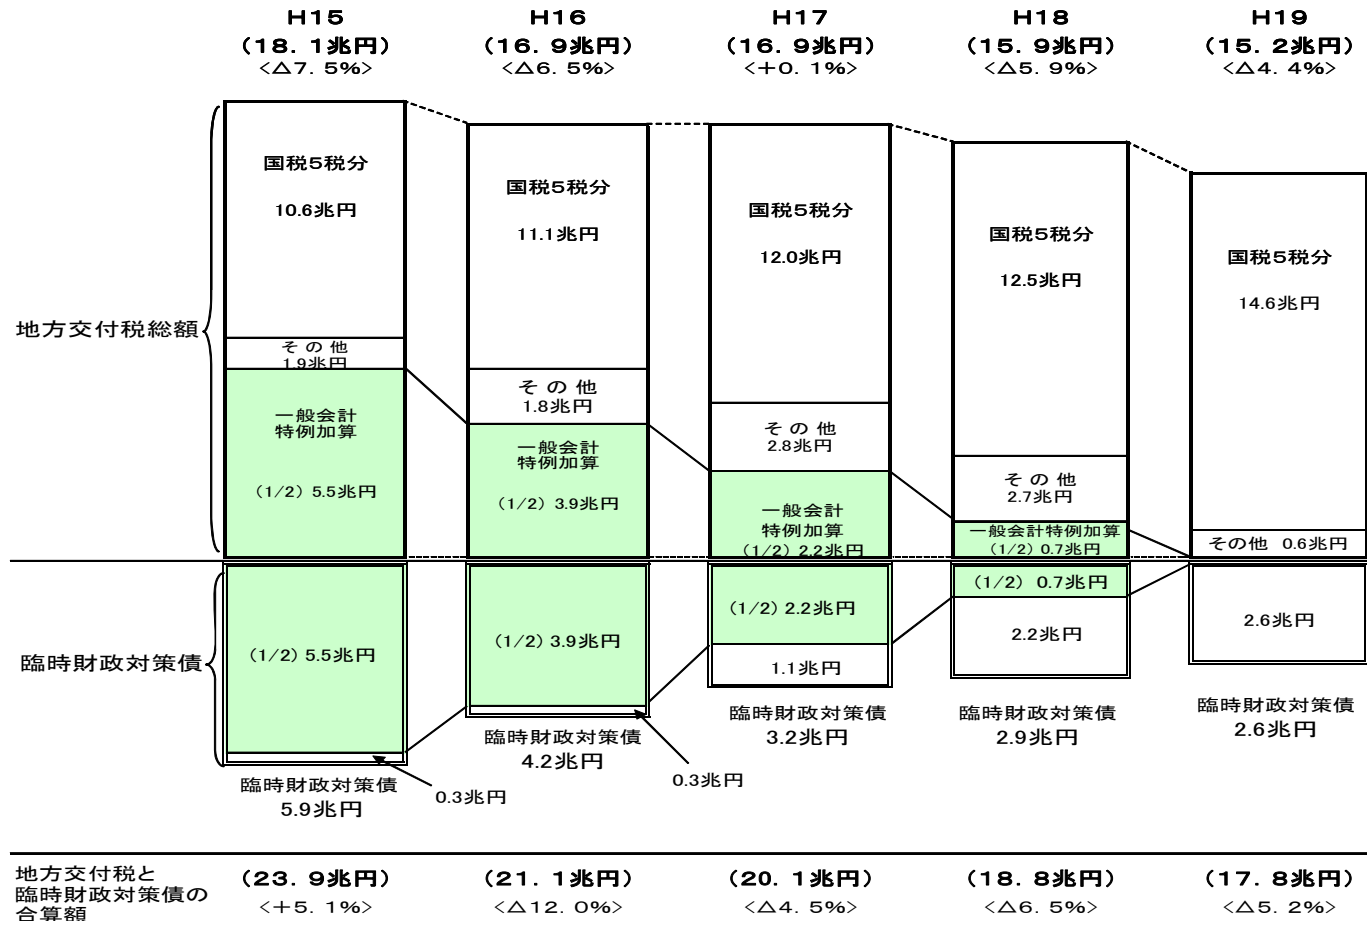 H15
（18．1兆円）
<△7．5%>
H16
（16．9兆円）
<△6．5%>
H17
（16．9兆円）
<+0．1%>
H18
（15．9兆円）
<△5．9%>
H19
（15．2兆円）
<△4．4%>
地方交付税総額
国税5税分
10.6兆円
その他
1.9兆円
一般会計
特例加算
（1/2）5.5兆円
国税5税分
11.1兆円
その他
1.8兆円
一般会計
特例加算
（1/2）3.9兆円
国税5税分
12.0兆円
その他
2.8兆円
一般会計
特例加算
（1/2）2.2兆円
国税5税分
12.5兆円
その他
2.7兆円
一般会計特例加算
（1/2）0.7兆円
国税5税分
14.6兆円
その他 0.6兆円
臨時財政対策債
（1/2）5.5兆円
0.3兆円
臨時財政対策債
5.9兆円
（1/2）3.9兆円
0.3兆円
臨時財政対策債
4.2兆円
（1/2）2.2兆円
1.1兆円
臨時財政対策債
3.2兆円
（1/2）0.7兆円
2.2兆円
臨時財政対策債
2.9兆円
2.6兆円
臨時財政対策債
2.6兆円
地方交付税と
臨時財政対策債の
合算額
（23．9兆円）
<+5．1%>
（21．1兆円）
<△12．0%>
（20．1兆円）
<△4．5%>
（18．8兆円）
<△6．5%>
（17．8兆円）
<△5．2%>